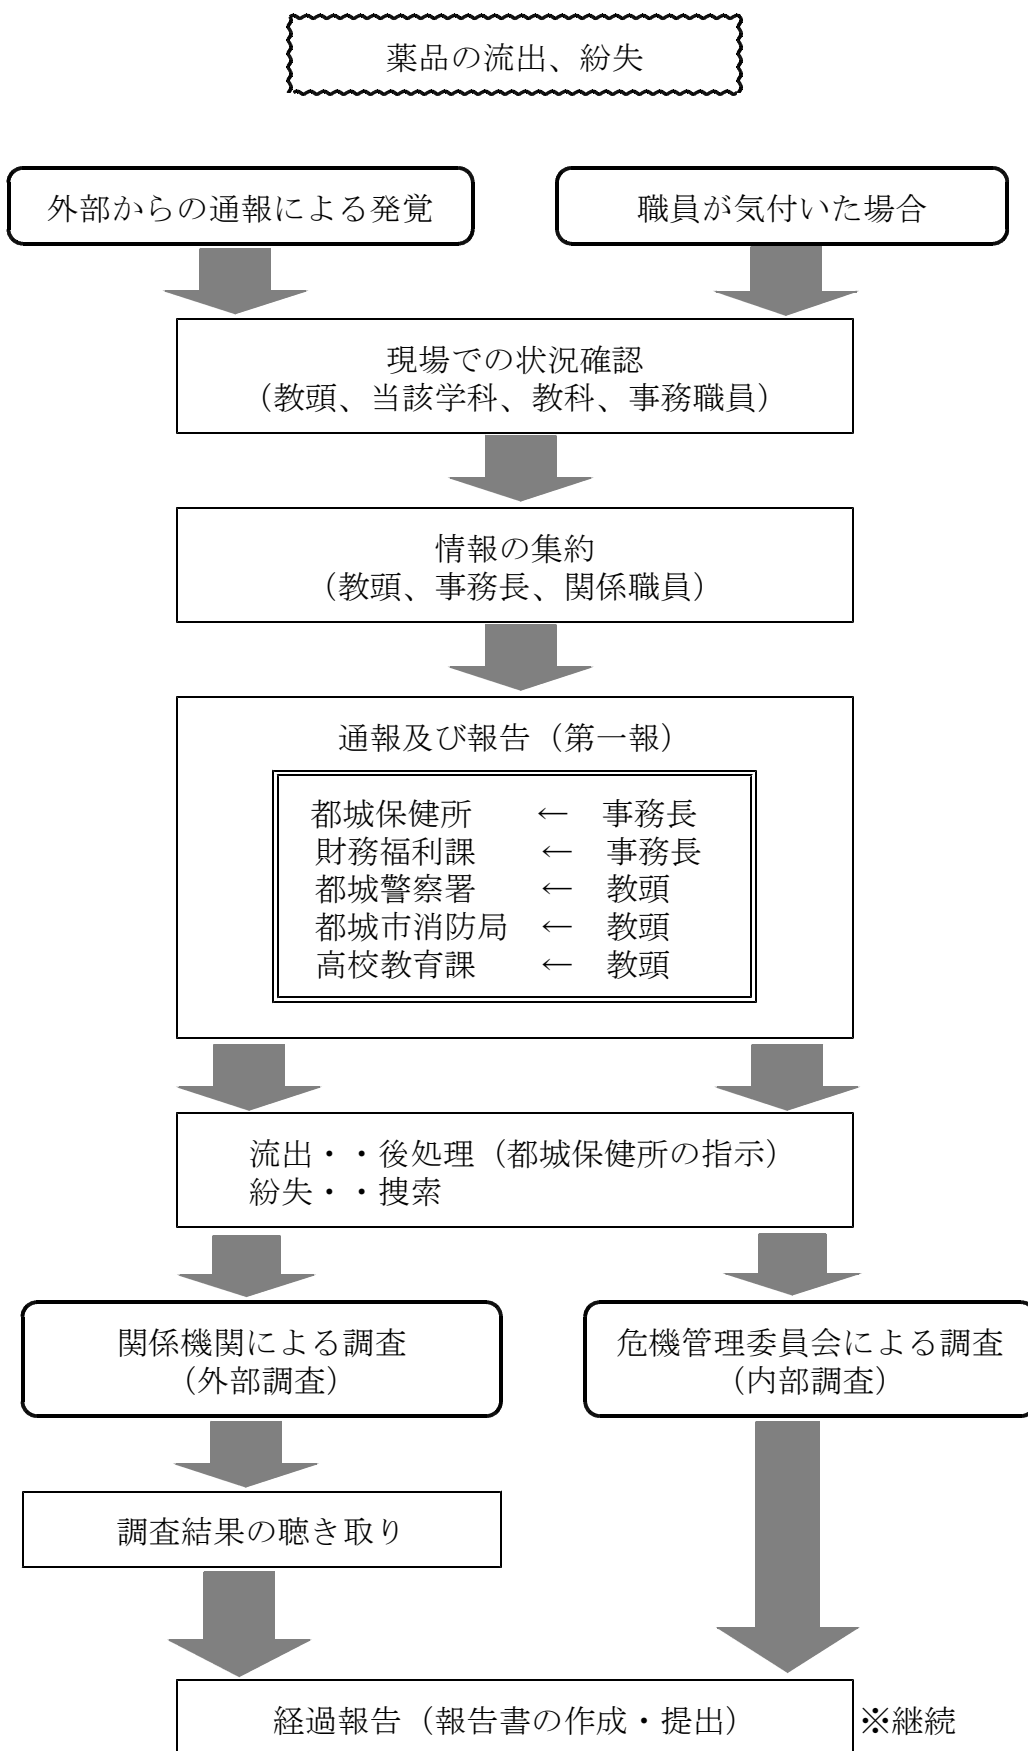 薬品の流出、紛失
外部からの通報による発覚
職員が気付いた場合
現場での状況確認
（教頭、当該学科、教科、事務職員）
情報の集約
（教頭、事務長、関係職員）
通報及び報告（第一報）
都城保健所　←　事務長
財務福利課　←　事務長
都城警察署　←　教頭
都城市消防局　←　教頭
高校教育課　←　教頭
流出・・後処理（都城保健所の指示）
紛失・・捜索
関係機関による調査
（外部調査）
危機管理委員会による調査
（内部調査）
調査結果の聴き取り
経過報告（報告書の作成・提出）
※継続